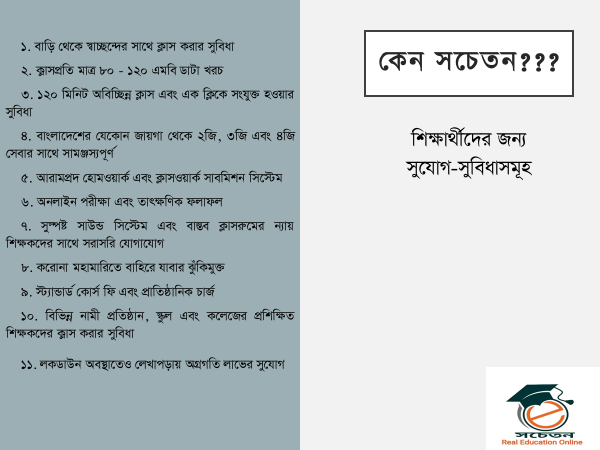 ১. বাড়ি থেকে স্বাচ্ছন্দের সাথে ক্লাস করার সুবিধা
২. ক্লাসপ্রতি মাত্র ৮০ - ১২০ এমবি ডাটা খরচ
৩. ১২০ মিনিট অবিচ্ছিন্ন ক্লাস এবং এক ক্লিকে সংযুক্ত হওয়ার
সুবিধা
৪. বাংলাদেশের যেকোন জায়গা থেকে ২জি, ৩জি এবং ৪জি
সেবার সাথে সামঞ্জস্যপূর্ণ
৫. আরামপ্রদ হোমওয়ার্ক এবং ক্লাসওয়ার্ক সাবমিশন সিস্টেম
৬. অনলাইন পরীক্ষা এবং তাৎক্ষণিক ফলাফল
৭. সুস্পষ্ট সাউন্ড সিস্টেম এবং বাস্তব ক্লাসরুমের ন্যায়
শিক্ষকদের সাথে সরাসরি যোগাযোগ
৮. করোনা মহামারিতে বাহিরে যাবার ঝুঁকিমুক্ত
৯. স্ট্যান্ডার্ড কোর্স ফি এবং প্রাতিষ্ঠানিক চার্জ
১০. বিভিন্ন নামী প্রতিষ্ঠান, স্কুল এবং কলেজের প্রশিক্ষিত
শিক্ষকদের ক্লাস করার সুবিধা
১১. লকডাউন অবস্থাতেও লেখাপড়ায় অগ্রগতি লাভের সুযোগ
কেন সচেতন???
শিক্ষার্থীদের জন্য
সুযোগ-সুবিধাসমূহ
সচেতন
Real Education Online